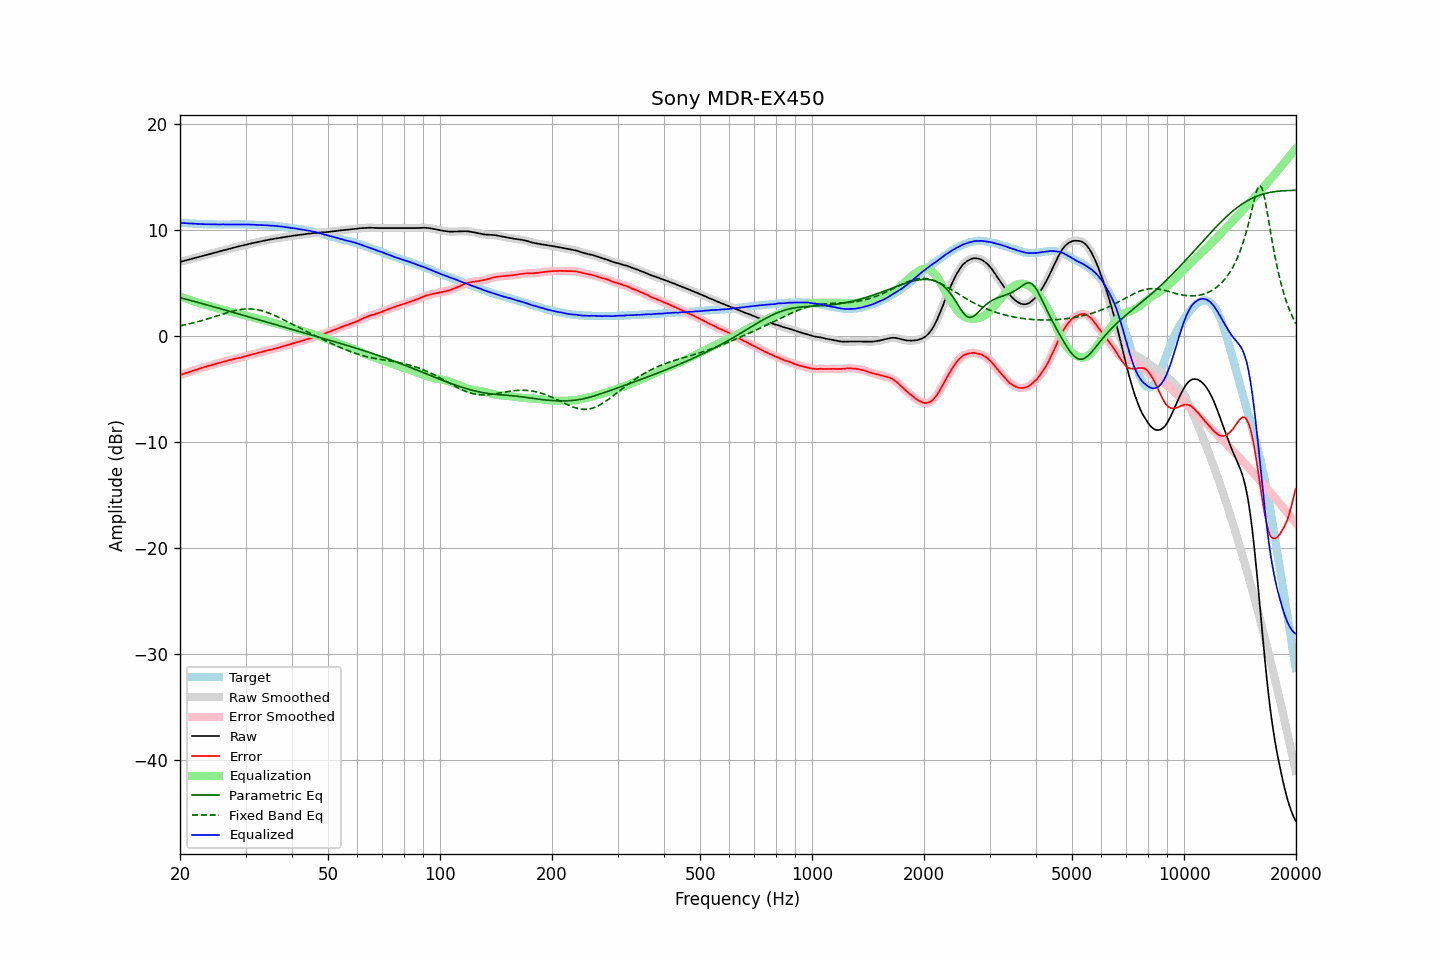 Sony MDR-EX450
Amplitude (dBr)
20
10
0
−10
−20
−30
−40
Target
Raw Smoothed
Error Smoothed
Raw
Error
Equalization
Parametric Eq
Fixed Band Eq
Equalized
20 50 100 200 500 1000 2000 5000 10000 20000
Frequency (Hz)